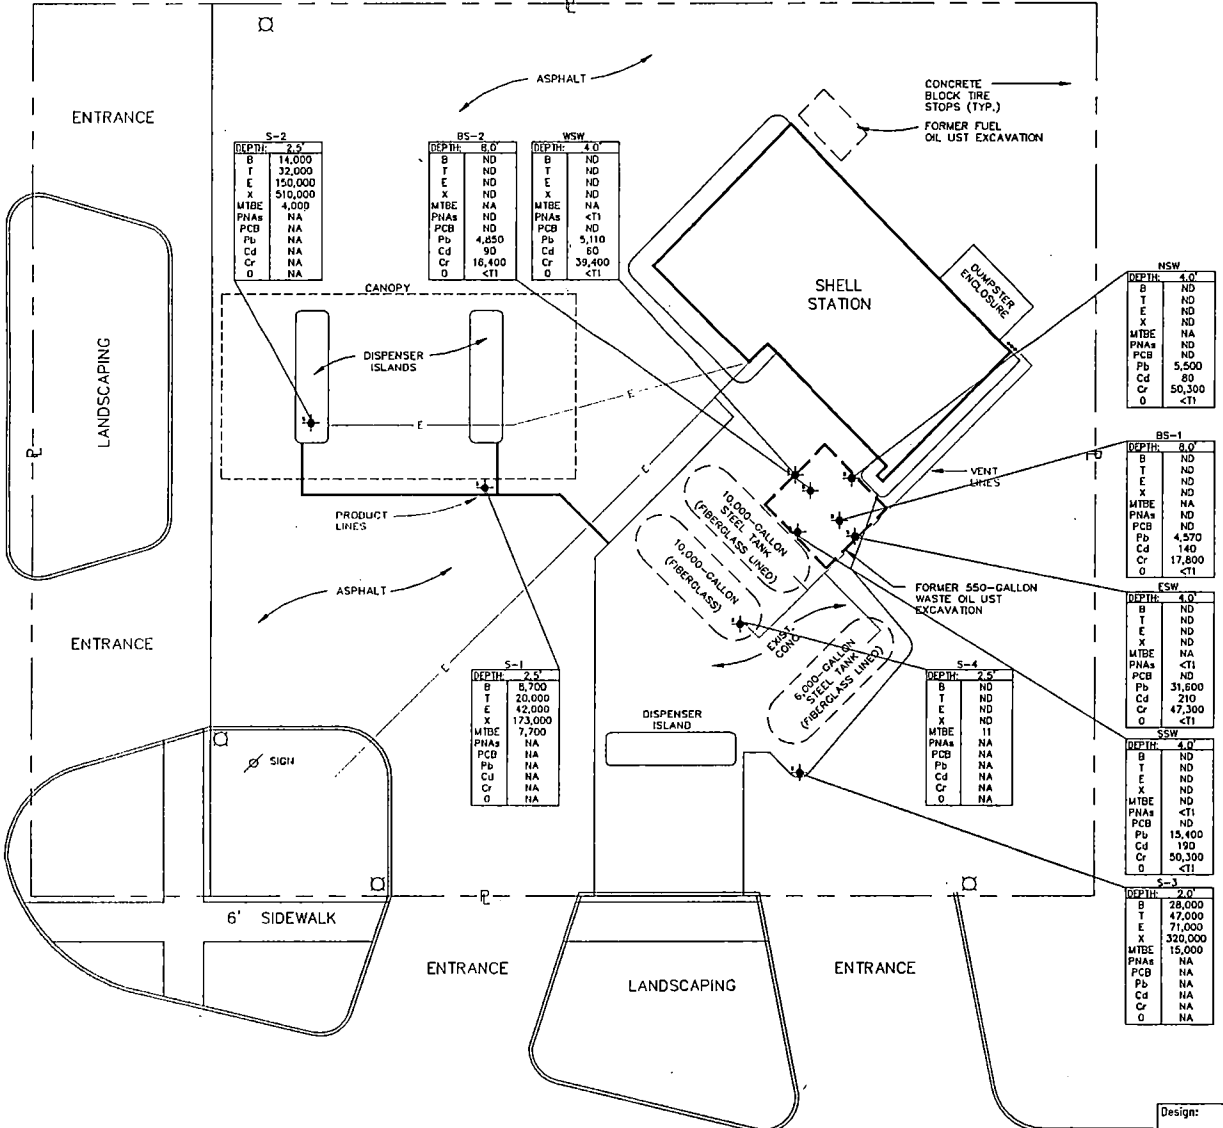 ENTRANCE
ASPHALT
CONCRETE
BLOCK TIRE
STOPS (TYP.)
FORMER FUEL
OIL UST EXCAVATION
S-2
DEPTH: 2.5'
B 14,000
T 32,000
E 150,000
X 510,000
MTBE 4,000
PNAs NA
PCB NA
Pb NA
Cd NA
Cr NA
O NA
BS-2
DEPTH: 8.0'
B ND
T ND
E ND
X ND
MTBE NA
PNAs ND
PCB ND
Pb 4,850
Cd 90
Cr 16,400
O <T1
WSW
DEPTH: 4.0'
B ND
T ND
E ND
X ND
MTBE NA
PNAs <T1
PCB ND
Pb 5,110
Cd 60
Cr 39,400
O <T1
SHELL
STATION
DUMPSTER
ENCLOSURE
NSW
DEPTH: 4.0'
B ND
T ND
E ND
X ND
MTBE NA
PNAs ND
PCB ND
Pb 5,500
Cd 80
Cr 50,300
O <T1
CANOPY
DISPENSER
ISLANDS
LANDSCAPING
E
E
E
E
PRODUCT
LINES
VENT
LINES
10,000-GALLON
STEEL TANK
(FIBERGLASS LINED)
10,000-GALLON
(FIBERGLASS)
BS-1
DEPTH: 8.0'
B ND
T ND
E ND
X ND
MTBE NA
PNAs ND
PCB ND
Pb 4,570
Cd 140
Cr 17,800
O <T1
ASPHALT
FORMER 550-GALLON
WASTE OIL UST
EXCAVATION
EXIST.
CONC.
6,000-GALLON
STEEL TANK
(FIBERGLASS LINED)
ESW
DEPTH: 4.0'
B ND
T ND
E ND
X ND
MTBE NA
PNAs <T1
PCB ND
Pb 31,600
Cd 210
Cr 47,300
O <T1
ENTRANCE
S-1
DEPTH: 2.5'
B 8,700
T 20,000
E 42,000
X 173,000
MTBE 7,700
PNAs NA
PCB NA
Pb NA
Cd NA
Cr NA
O NA
S-4
DEPTH: 2.5'
B ND
T ND
E ND
X ND
MTBE 11
PNAs NA
PCB NA
Pb NA
Cd NA
Cr NA
O NA
DISPENSER
ISLAND
SIGN
SSW
DEPTH: 4.0'
B ND
T ND
E ND
X ND
MTBE ND
PNAs <T1
PCB ND
Pb 15,400
Cd 190
Cr 50,300
O <T1
S-3
DEPTH: 2.0'
B 28,000
T 47,000
E 71,000
X 320,000
MTBE 15,000
PNAs NA
PCB NA
Pb NA
Cd NA
Cr NA
O NA
6' SIDEWALK
ENTRANCE
LANDSCAPING
ENTRANCE
Design: